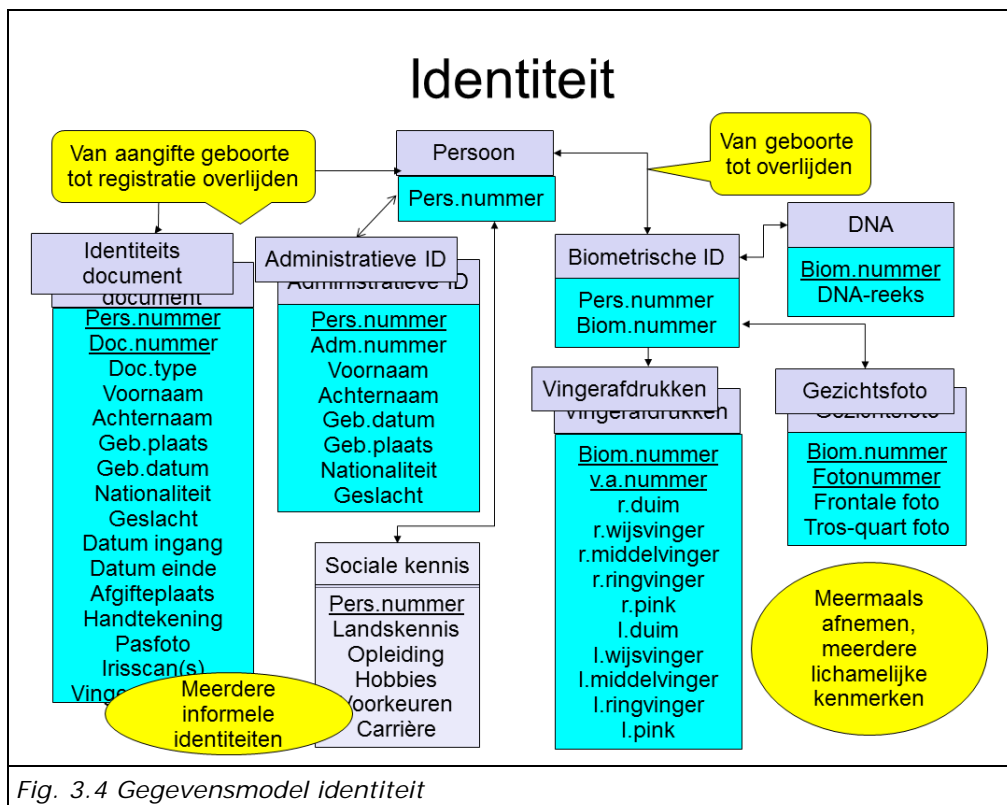 Identiteit
Van aangifte geboorte
tot registratie overlijden
Persoon
Pers.nummer
Van geboorte
tot overlijden
Identiteits
document
document
Pers.nummer
Doc.nummer
Doc.type
Voornaam
Achternaam
Geb.plaats
Geb.datum
Nationaliteit
Geslacht
Datum ingang
Datum einde
Afgifteplaats
Handtekening
Pasfoto
Irisscan(s)
Meerdere
informele
identiteiten
Administratieve ID
Administratieve ID
Pers.nummer
Adm.nummer
Voornaam
Achternaam
Geb.datum
Geb.plaats
Nationaliteit
Geslacht
Sociale kennis
Pers.nummer
Landskennis
Opleiding
Hobbies
Voorkeuren
Carrière
Biometrische ID
Pers.nummer
Biom.nummer
DNA
Biom.nummer
DNA-reeks
Vingerafdrukken
Vingerafdrukken
Biom.nummer
v.a.nummer
r.duim
r.wijsvinger
r.middelvinger
r.ringvinger
r.pink
l.duim
l.wijsvinger
l.middelvinger
l.ringvinger
l.pink
Gezichtsfoto
Gezichtsfoto
Biom.nummer
Fotonummer
Frontale foto
Tros-quart foto
Meermaals
afnemen,
meerdere
lichamelijke
kenmerken
Fig. 3.4 Gegevensmodel identiteit